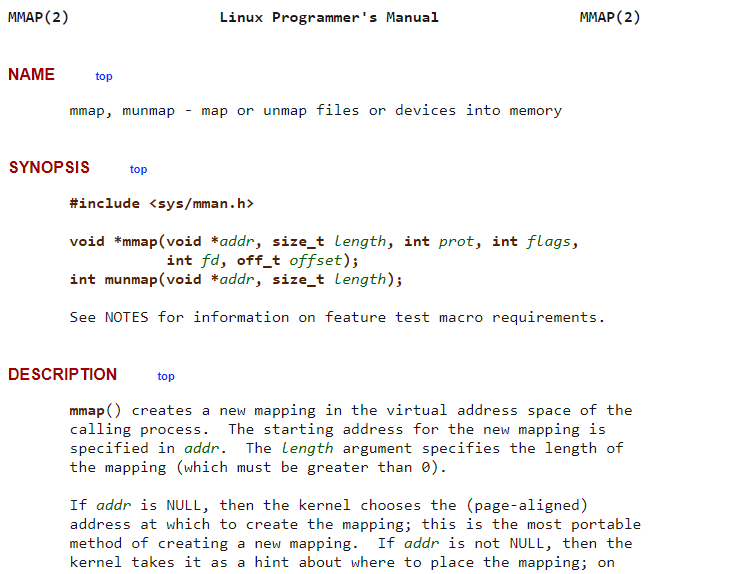 MMAP(2) Linux Programmer's Manual MMAP(2)
NAME top
mmap, munmap - map or unmap files or devices into memory
SYNOPSIS top
#include <sys/mman.h>
void *mmap(void *addr, size_t length, int prot, int flags,
int fd, off_t offset);
int munmap(void *addr, size_t length);
See NOTES for information on feature test macro requirements.
DESCRIPTION top
mmap() creates a new mapping in the virtual address space of the
calling process. The starting address for the new mapping is
specified in addr. The length argument specifies the length of
the mapping (which must be greater than 0).
If addr is NULL, then the kernel chooses the (page-aligned)
address at which to create the mapping; this is the most portable
method of creating a new mapping. If addr is not NULL, then the
kernel takes it as a hint about where to place the mapping; on